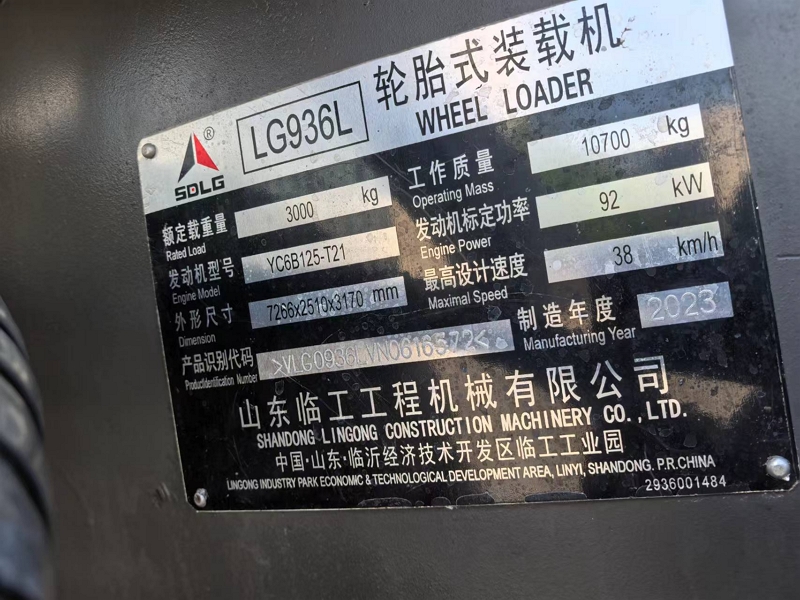 SDLG ®
LG936L
轮胎式装载机
WHEEL LOADER
额定载重量 3000 kg
Rated Load
工作质量 10700 kg
Operating Mass
发动机型号 YC6B125-T21
Engine Model
发动机标定功率 92 kW
Engine Power
外形尺寸 7266x2510x3170 mm
Dimension
最高设计速度 38 km/h
Maximal Speed
产品识别代码
ProductIdentification Number
制造年度 2023
Manufacturing Year
山东临工工程机械有限公司
SHANDONG LINGONG CONSTRUCTION MACHINERY CO.,LTD.
中国·山东·临沂经济技术开发区临工工业园
LINGONG INDUSTRY PARK ECONOMIC & TECHNOLOGICAL DEVELOPMENT AREA, LINYI, SHANDONG. P.R.CHINA
2936001484